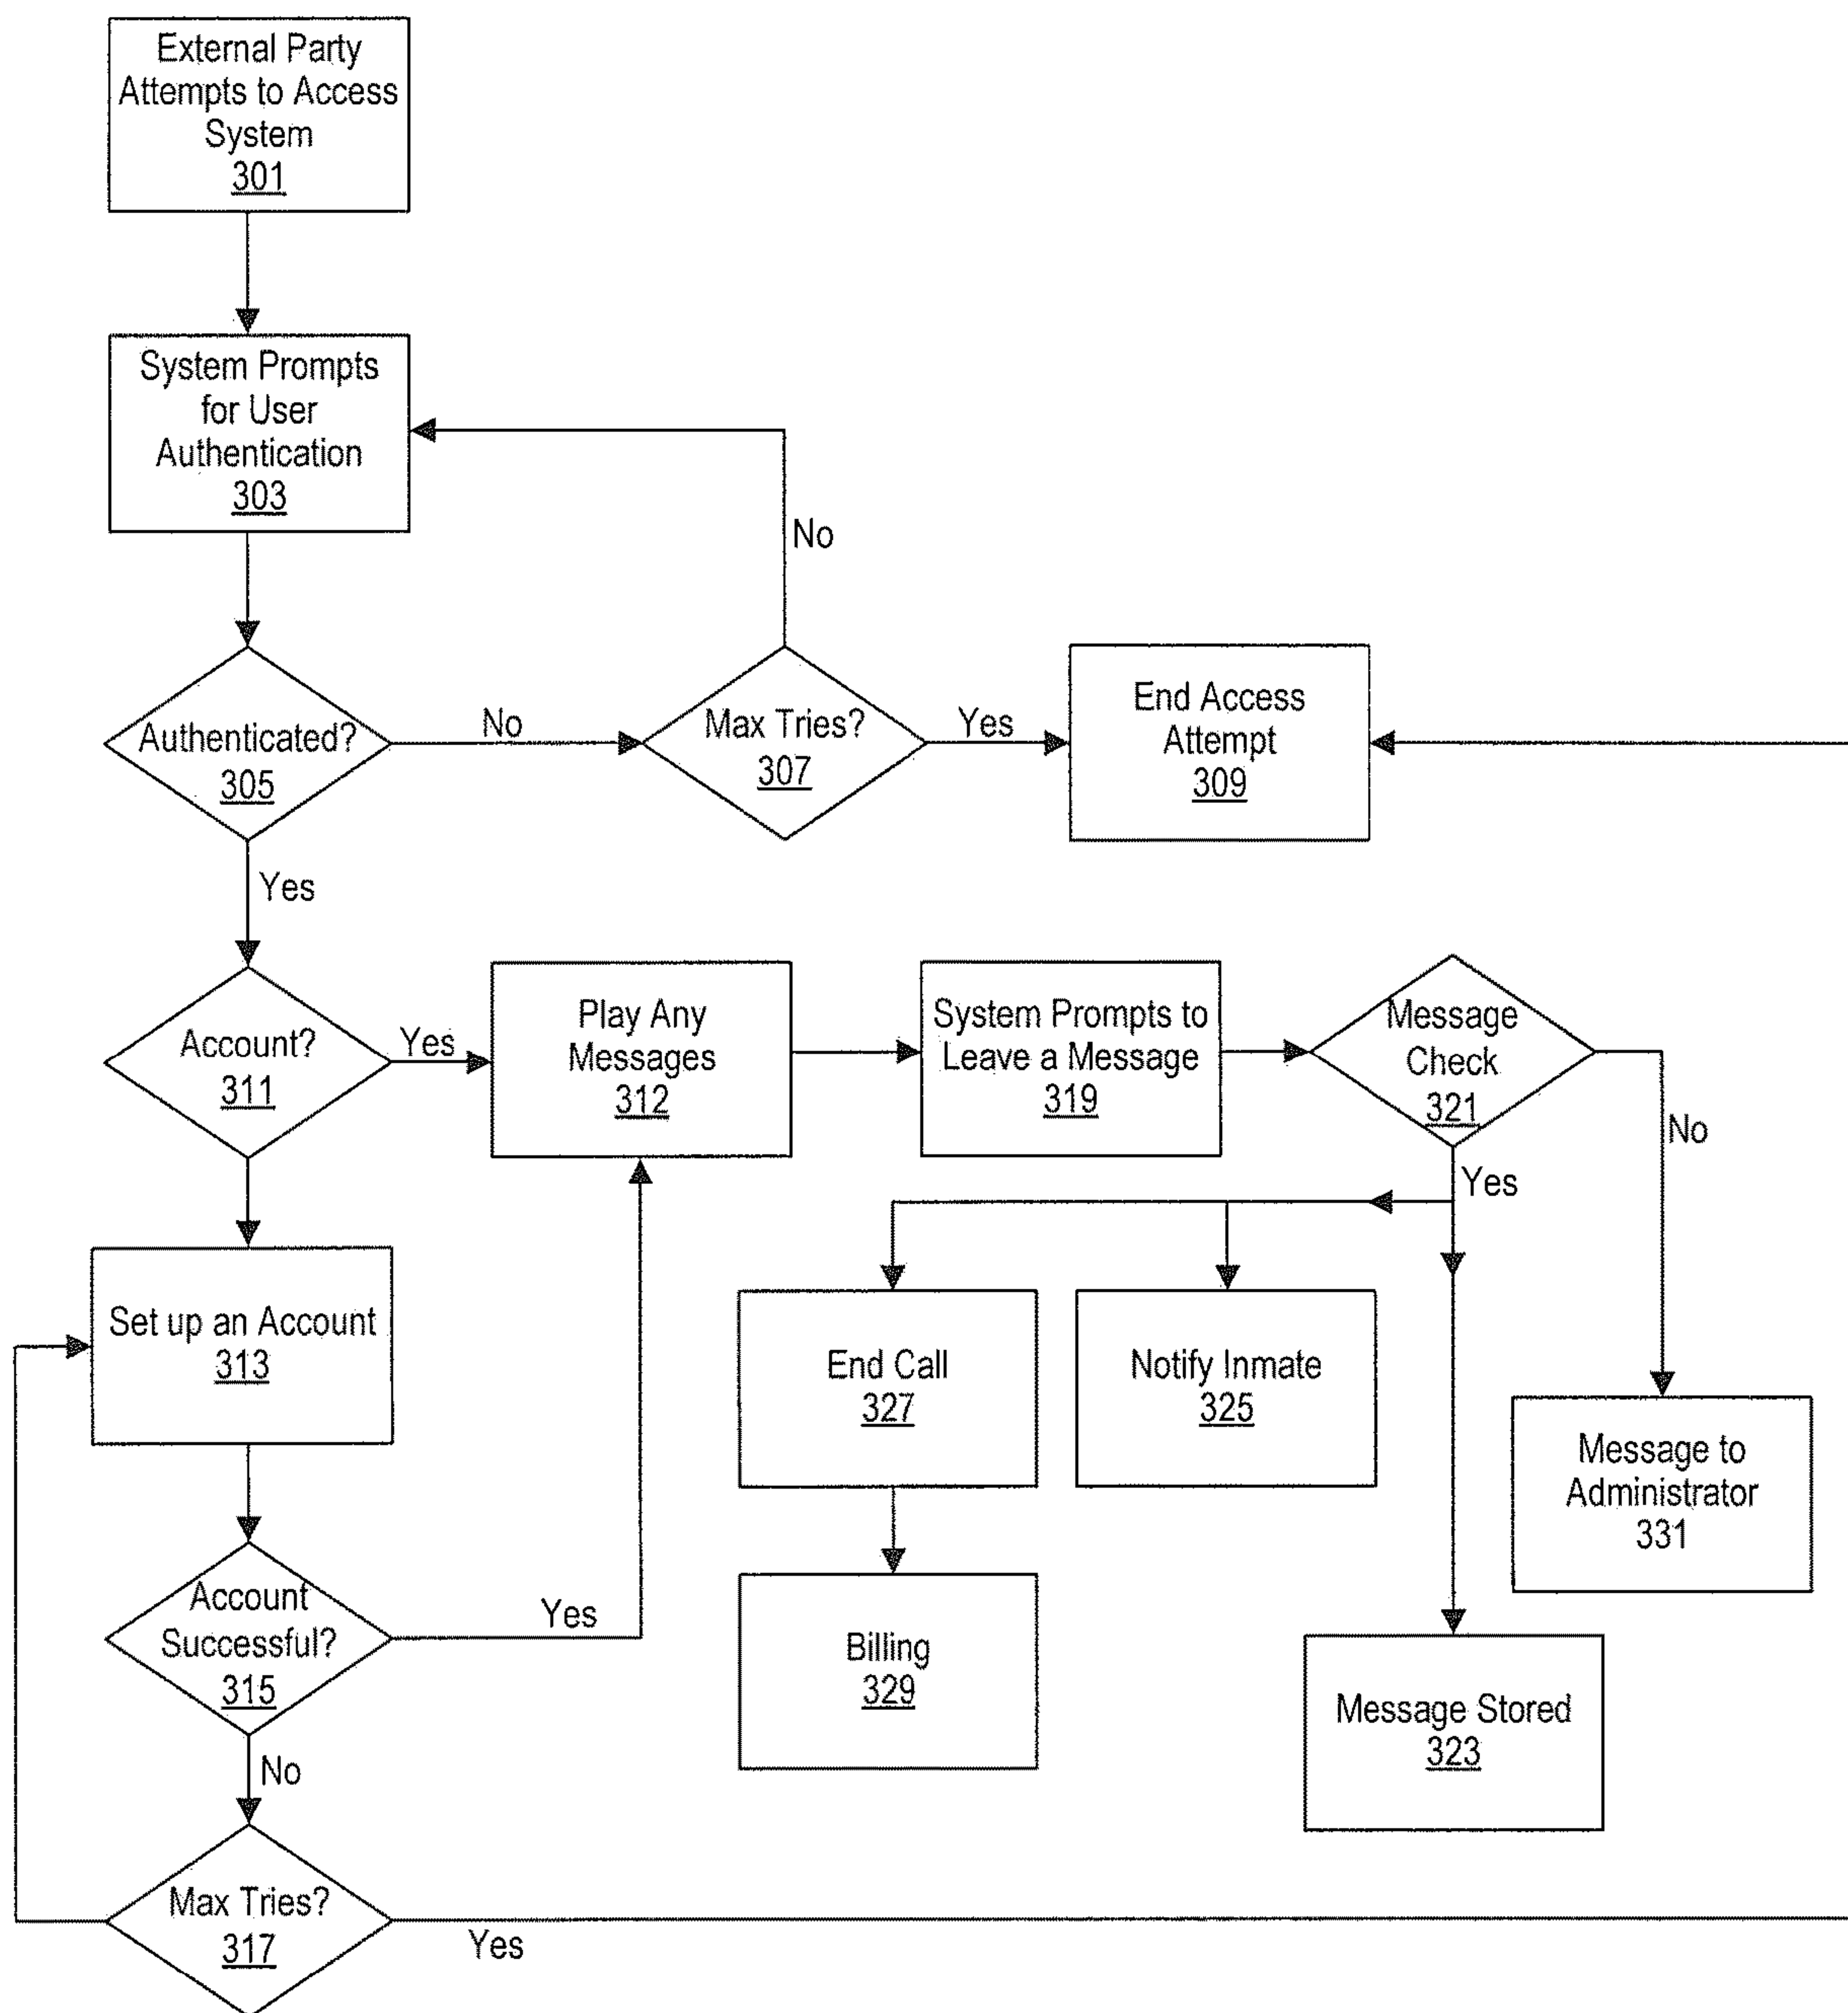 External Party
Attempts to Access
System
301
System Prompts
for User
Authentication
303
No
Authenticated?
305
No
Max Tries?
307
Yes
End Access
Attempt
309
Yes
Account?
311
Yes
Play Any
Messages
312
System Prompts to
Leave a Message
319
Message
Check
321
No
Yes
Set up an Account
313
End Call
327
Notify Inmate
325
Message to
Administrator
331
Account
Successful?
315
Yes
Billing
329
Message Stored
323
No
Max Tries?
317
Yes